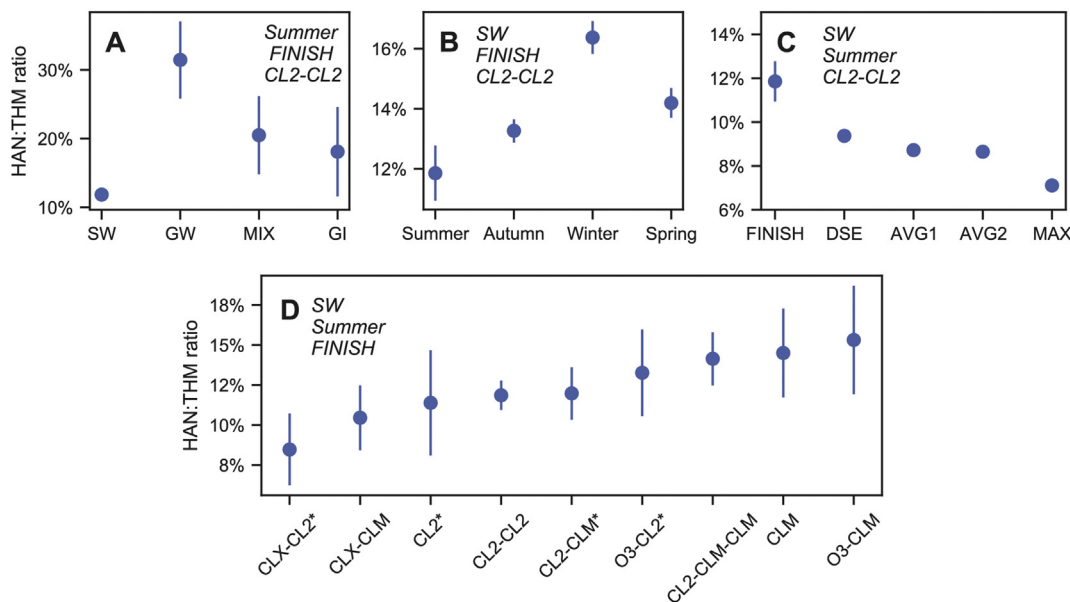 A
Summer
FINISH
CL2-CL2
HAN:THM ratio
30%
20%
10%
SW GW MIX GI
B
SW
FINISH
CL2-CL2
16%
14%
12%
Summer Autumn Winter Spring
C
SW
Summer
CL2-CL2
14%
12%
10%
8%
6%
FINISH DSE AVG1 AVG2 MAX
D
SW
Summer
FINISH
HAN:THM ratio
18%
15%
12%
10%
8%
CLX-CL2*
CLX-CLM
CL2*
CL2-CL2
CL2-CLM*
O3-CL2*
CL2-CLM-CLM
CLM
O3-CLM